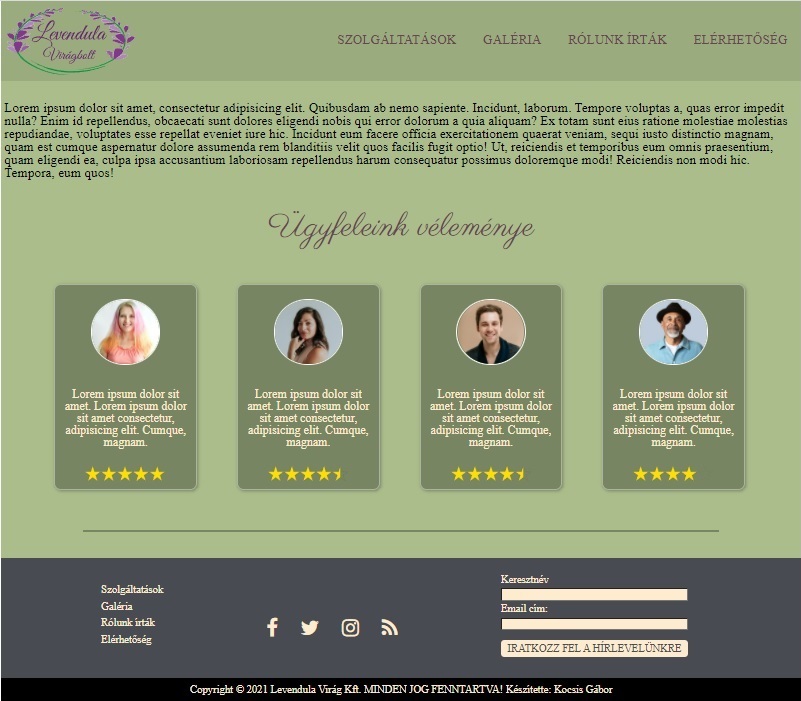 Levendula
Virágbolt
SZOLGÁLTATÁSOK GALÉRIA RÓLUNK ÍRTÁK ELÉRHETŐSÉG
Lorem ipsum dolor sit amet, consectetur adipisicing elit. Quibusdam ab nemo sapiente. Incidunt, laborum. Tempore voluptas a, quas error impedit
nulla? Enim id repellendus, obcaecati sunt dolores eligendi nobis qui error dolorum a quia aliquam? Ex totam sunt eius ratione molestiae molestias
repudiandae, voluptates esse repellat eveniet iure hic. Incidunt eum facere officia exercitationem quaerat veniam, sequi iusto distinctio magnam,
quam est cumque aspernatur dolore assumenda rem blanditiis velit quos facilis fugit optio! Ut, reiciendis et temporibus eum omnis praesentium,
quam eligendi ea, culpa ipsa accusantium laboriosam repellendus harum consequatur possimus doloremque modi! Reiciendis non modi hic.
Tempora, eum quos!
Ügyfeleink véleménye
Lorem ipsum dolor sit
amet. Lorem ipsum dolor
sit amet consectetur,
adipisicing elit. Cumque,
magnam.
Lorem ipsum dolor sit
amet. Lorem ipsum dolor
sit amet consectetur,
adipisicing elit. Cumque,
magnam.
Lorem ipsum dolor sit
amet. Lorem ipsum dolor
sit amet consectetur,
adipisicing elit. Cumque,
magnam.
Lorem ipsum dolor sit
amet. Lorem ipsum dolor
sit amet consectetur,
adipisicing elit. Cumque,
magnam.
Szolgáltatások
Galéria
Rólunk írták
Elérhetőség
Keresztnév
Email cím:
IRATKOZZ FEL A HÍRLEVELÜNKRE
Copyright © 2021 Levendula Virág Kft. MINDEN JOG FENNTARTVA! Készítette: Kocsis Gábor